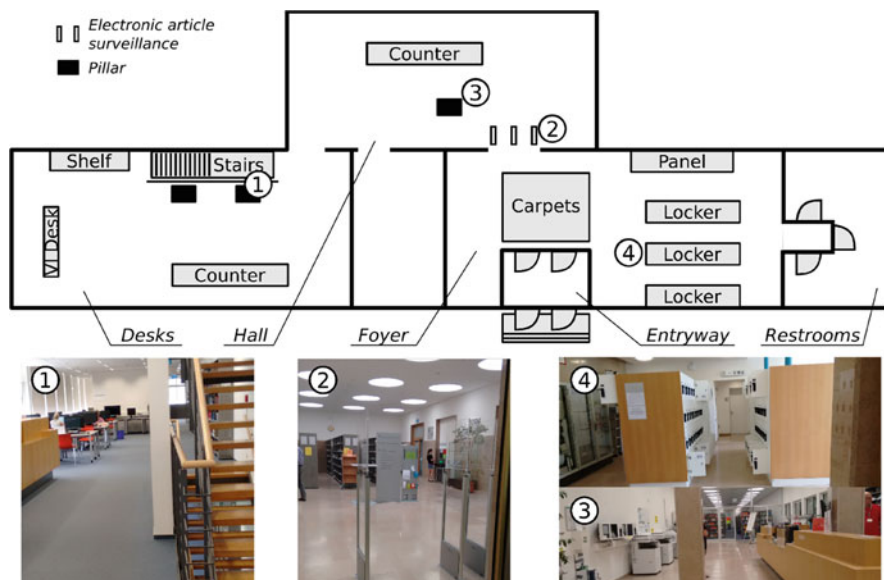 Electronic article
surveillance
Pillar
Counter
③
②
Shelf
Stairs
①
Panel
Carpets
Locker
VI Desk
④
Locker
Counter
Locker
Desks
Hall
Foyer
Entryway
Restrooms
①
②
④
③